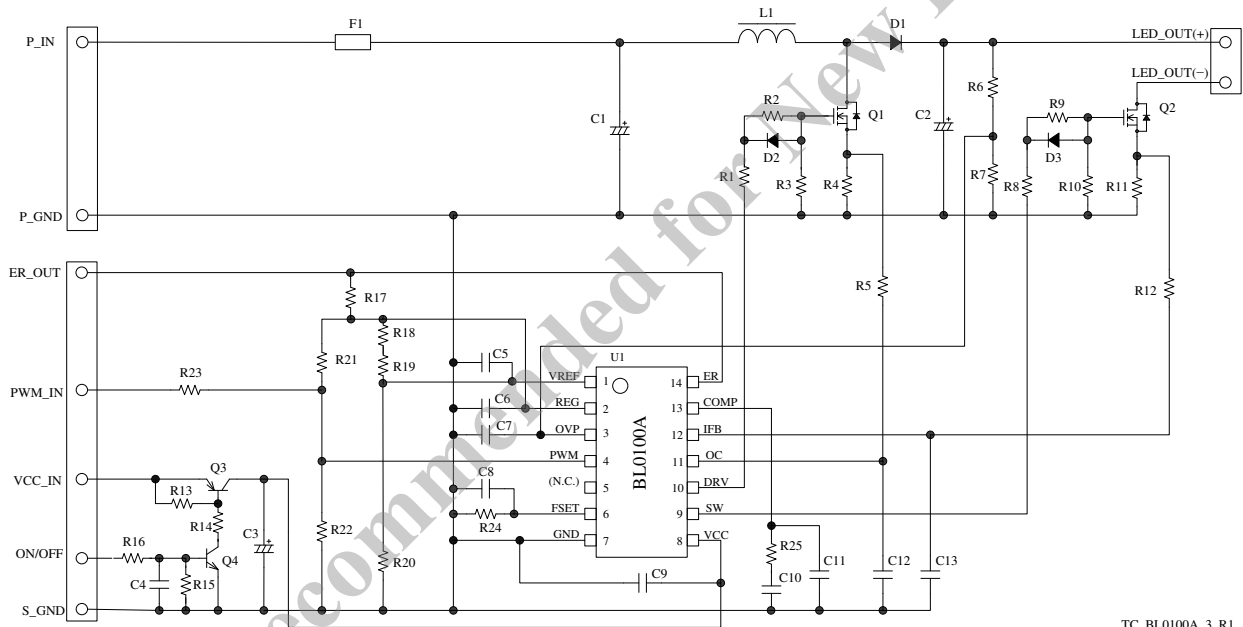 L1
D1
F1
P_IN
LED_OUT(+)
LED_OUT(−)
R2
R6
R9
C1
Q1
C2
Q2
D2
D3
R1
R3
R4
R7
R8
R10
R11
P_GND
ER_OUT
R17
R5
R12
R18
R21
C5
U1
R19
R23
VREF
1
14
ER
PWM_IN
C6
REG
2
13
COMP
C7
OVP
3
12
IFB
PWM
4
11
OC
Q3
C8
VCC_IN
(N.C.)
5
10
DRV
R13
BL0100A
FSET
6
9
SW
R14
R24
R22
C3
GND
7
8
VCC
R16
R25
ON/OFF
Q4
R20
C11
C12
C13
C4
R15
C9
C10
S_GND
TC_BL0100A_3_R1
ecommended for New